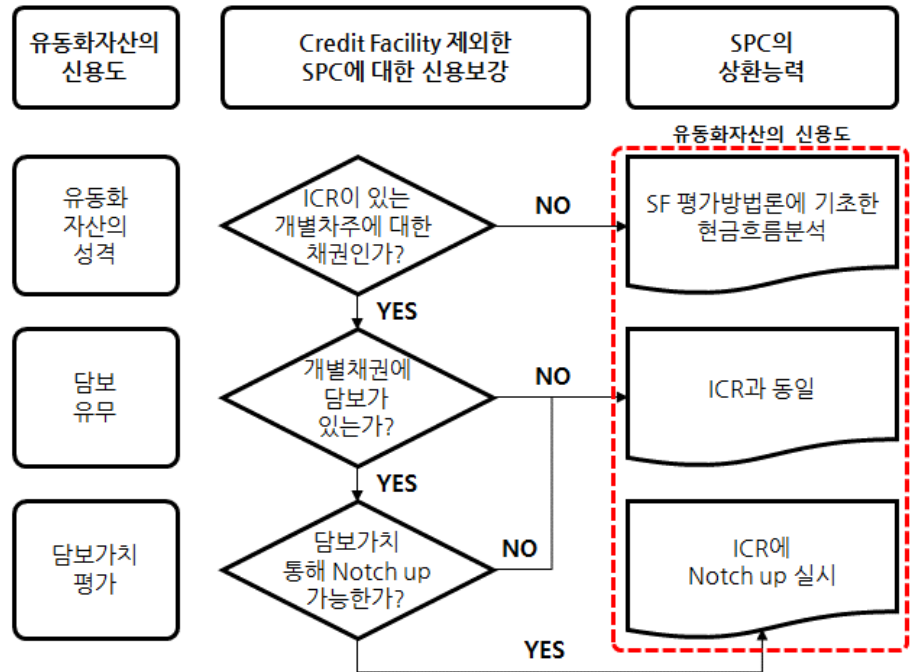 유동화자산의
신용도
Credit Facility 제외한
SPC에 대한 신용보강
SPC의
상환능력
유동화자산의 신용도
유동화
자산의
성격
ICR이 있는
개별차주에 대한
채권인가?
NO
SF 평가방법론에 기초한
현금흐름분석
YES
담보
유무
개별채권에
담보가
있는가?
NO
ICR과 동일
YES
담보가치
평가
담보가치
통해 Notch up
가능한가?
NO
ICR에
Notch up 실시
YES